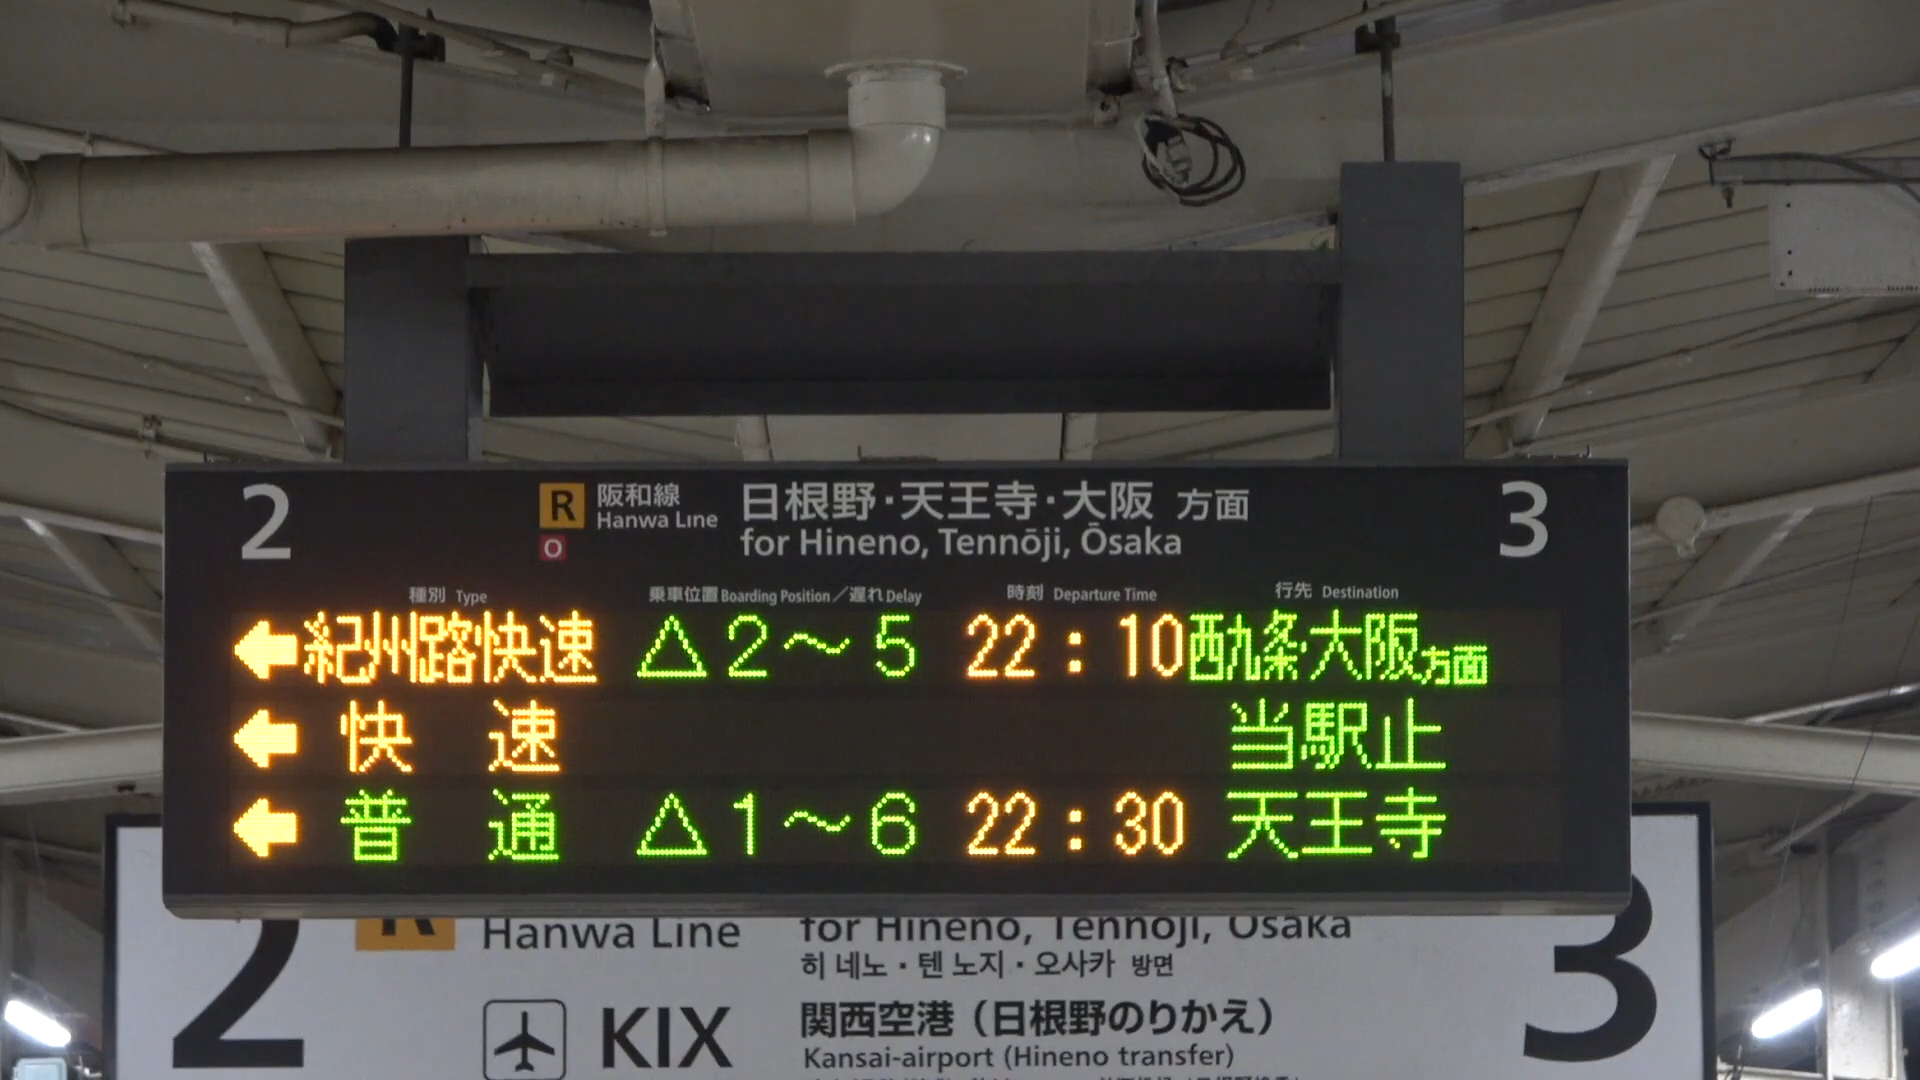 2 R 阪和線 日根野・天王寺・大阪 方面 3
O Hanwa Line for Hineno, Tennōji, Ōsaka
種別 Type 乗車位置 Boarding Position／遅れ Delay 時刻 Departure Time 行先 Destination
←紀州路快速 △2～5 22:10 西九条・大阪方面
←快 速 当駅止
←普 通 △1～6 22:30 天王寺
2 R Hanwa Line for Hineno, Tennōji, Ōsaka 3
히네노・텐노지・오사카 방면
KIX 関西空港（日根野のりかえ）
Kansai-airport (Hineno transfer)